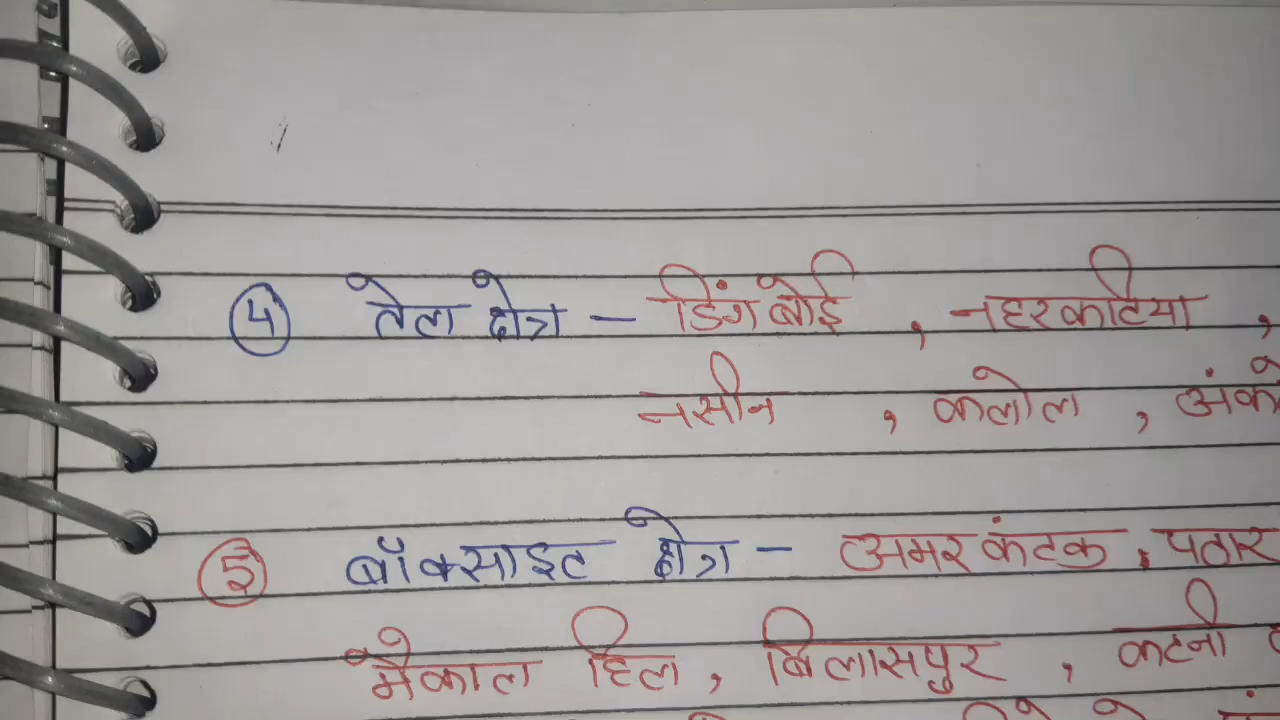 4 तेल क्षेत्र – डिंगबोई , नहरकटिया ,
नसीन , कलोल ,
5 बॉक्साइट क्षेत्र – अमरकंटक , पठार
मैकाल हिल , बिलासपुर , कटनी